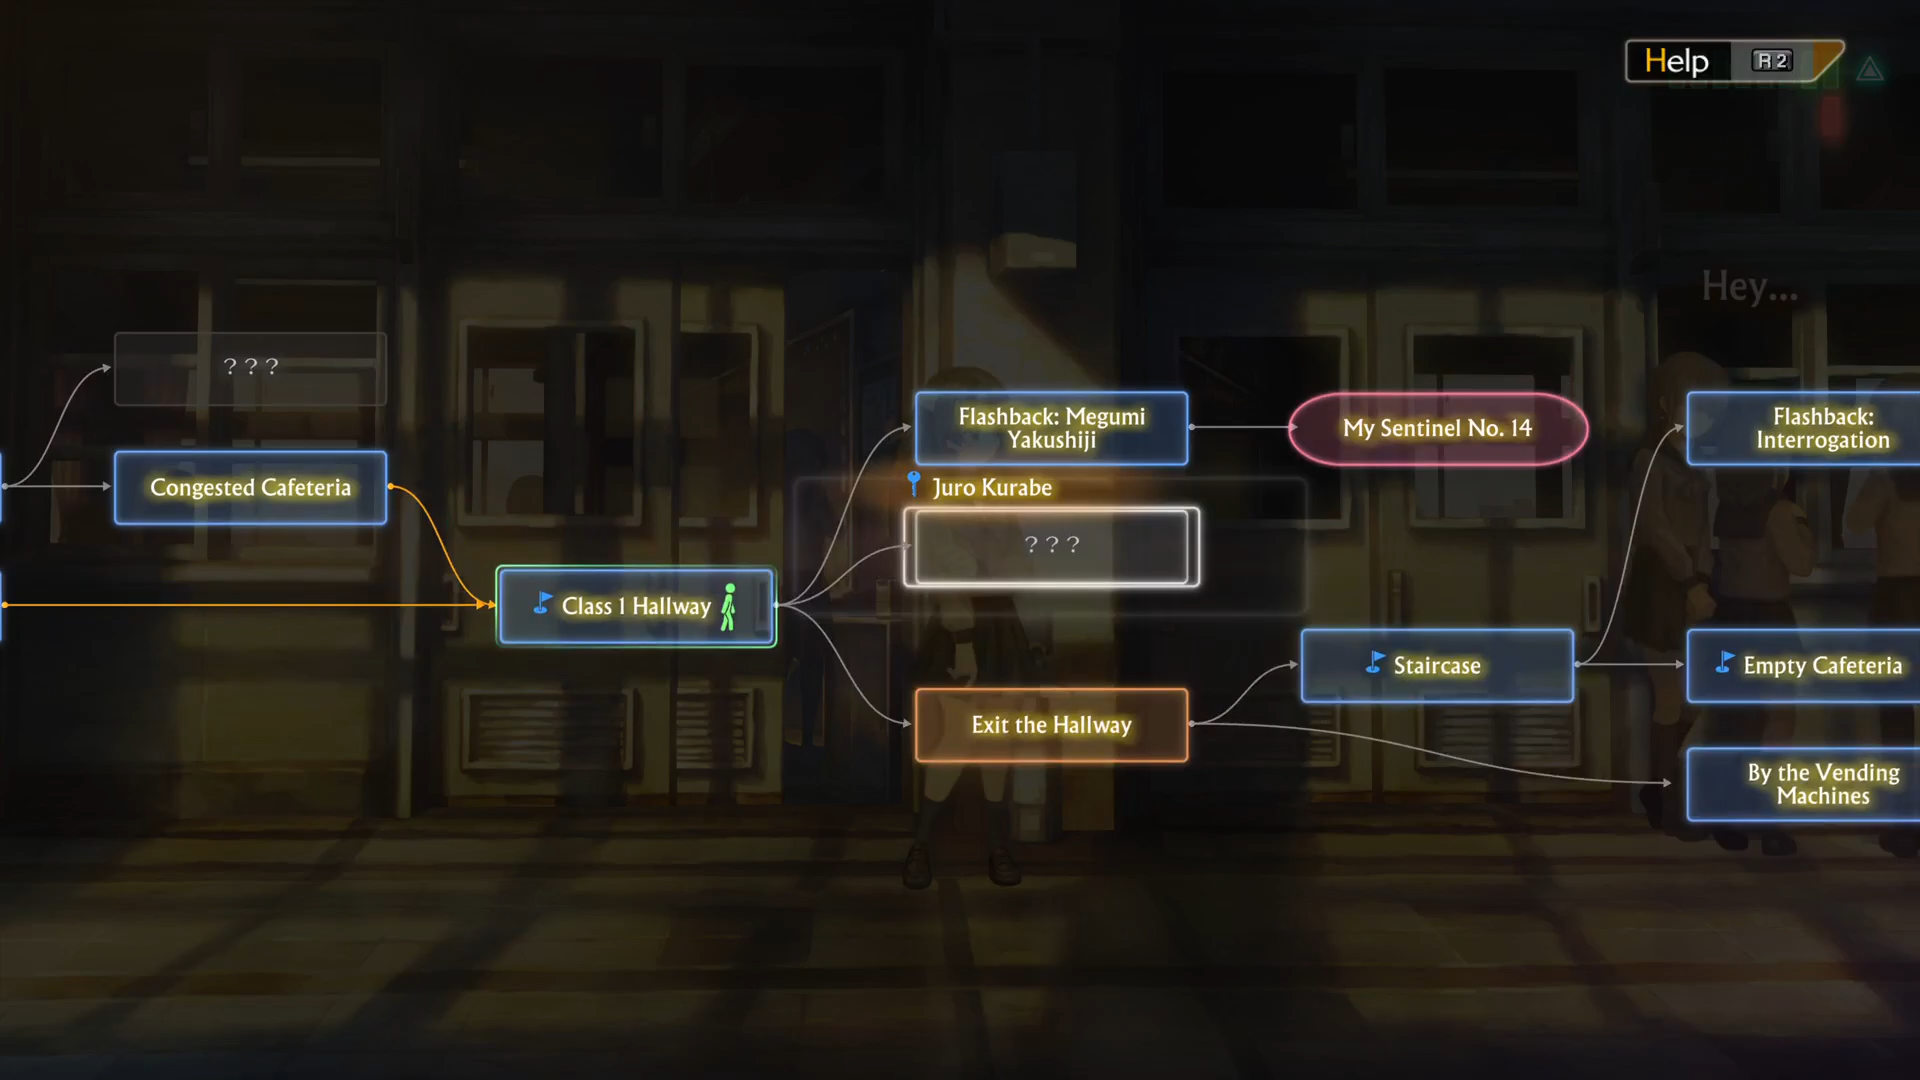 Help R2
Hey...
???
Congested Cafeteria
Class 1 Hallway
Flashback: Megumi
Yakushiji
My Sentinel No. 14
Juro Kurabe
???
Exit the Hallway
Staircase
Flashback:
Interrogation
Empty Cafeteria
By the Vending
Machines